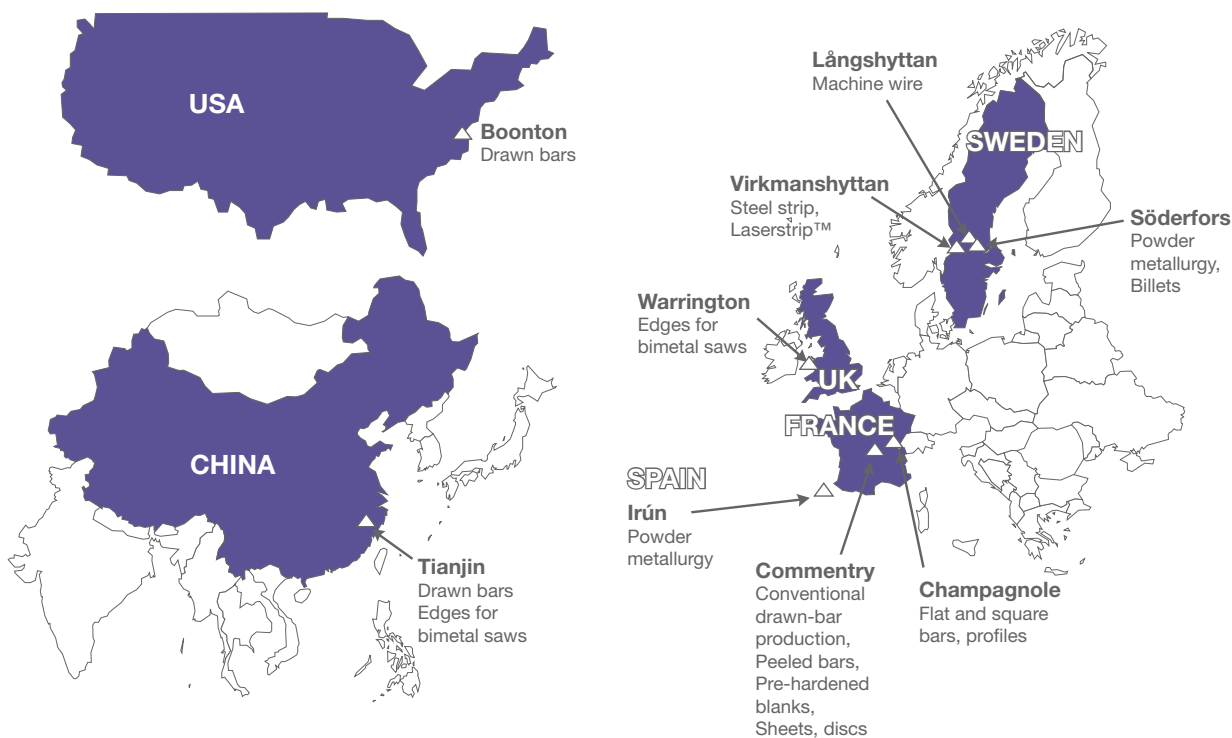 USA
Boonton
Drawn bars
CHINA
Tianjin
Drawn bars
Edges for
bimetal saws
Långshyttan
Machine wire
SWEDEN
Virkmanshyttan
Steel strip,
Laserstrip™
Söderfors
Powder
metallurgy,
Billets
Warrington
Edges for
bimetal saws
UK
FRANCE
SPAIN
Irún
Powder
metallurgy
Commentry
Conventional
drawn-bar
production,
Peeled bars,
Pre-hardened
blanks,
Sheets, discs
Champagnole
Flat and square
bars, profiles